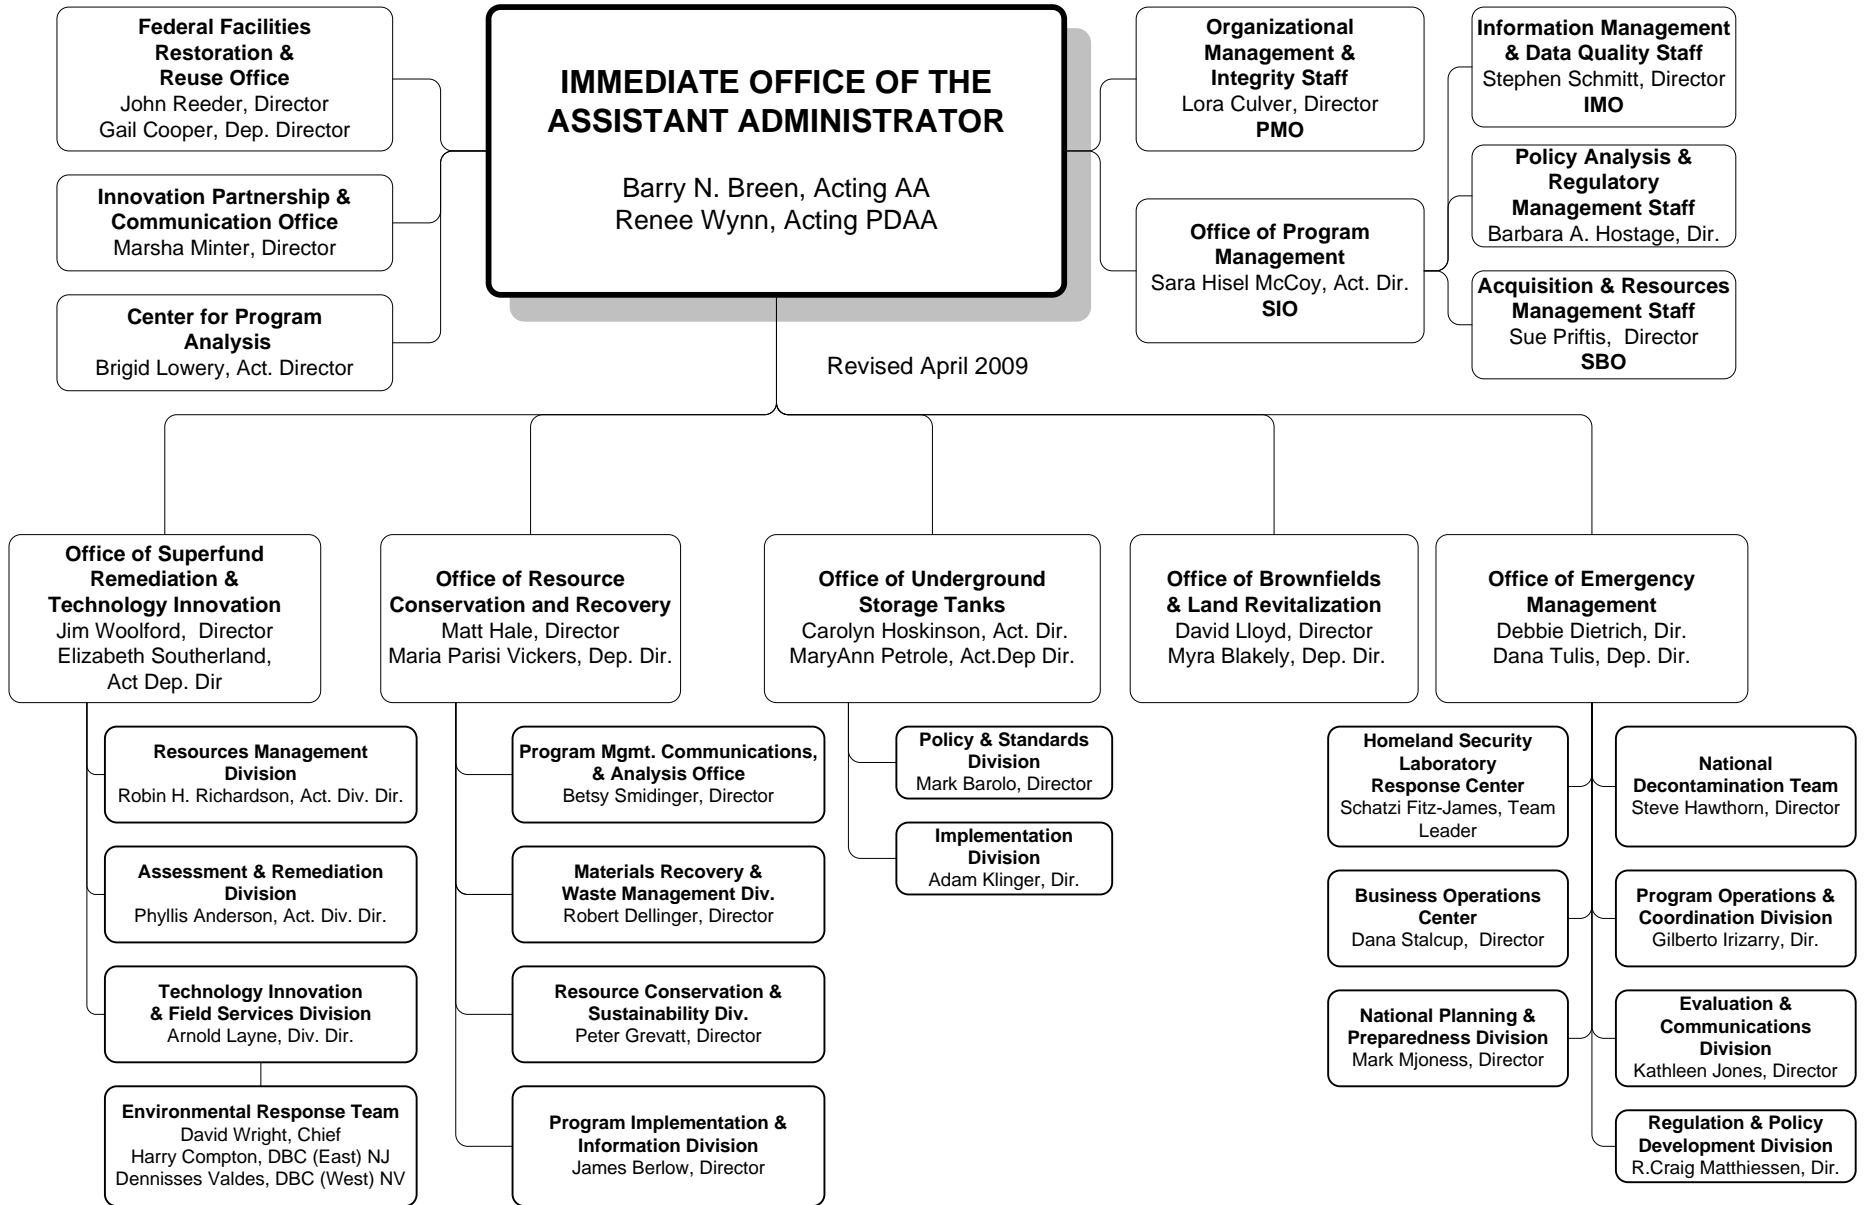 Federal Facilities
Restoration &
Reuse Office
John Reeder, Director
Gail Cooper, Dep. Director
Innovation Partnership &
Communication Office
Marsha Minter, Director
Center for Program
Analysis
Brigid Lowery, Act. Director
IMMEDIATE OFFICE OF THE
ASSISTANT ADMINISTRATOR
Barry N. Breen, Acting AA
Renee Wynn, Acting PDAA
Organizational
Management &
Integrity Staff
Lora Culver, Director
PMO
Office of Program
Management
Sara Hisel McCoy, Act. Dir.
SIO
Information Management
& Data Quality Staff
Stephen Schmitt, Director
IMO
Policy Analysis &
Regulatory
Management Staff
Barbara A. Hostage, Dir.
Acquisition & Resources
Management Staff
Sue Priftis, Director
SBO
Revised April 2009
Office of Superfund
Remediation &
Technology Innovation
Jim Woolford, Director
Elizabeth Southerland,
Act Dep. Dir
Office of Resource
Conservation and Recovery
Matt Hale, Director
Maria Parisi Vickers, Dep. Dir.
Office of Underground
Storage Tanks
Carolyn Hoskinson, Act. Dir.
MaryAnn Petrole, Act.Dep Dir.
Office of Brownfields
& Land Revitalization
David Lloyd, Director
Myra Blakely, Dep. Dir.
Office of Emergency
Management
Debbie Dietrich, Dir.
Dana Tulis, Dep. Dir.
Resources Management
Division
Robin H. Richardson, Act. Div. Dir.
Assessment & Remediation
Division
Phyllis Anderson, Act. Div. Dir.
Technology Innovation
& Field Services Division
Arnold Layne, Div. Dir.
Environmental Response Team
David Wright, Chief
Harry Compton, DBC (East) NJ
Dennisses Valdes, DBC (West) NV
Program Mgmt. Communications,
& Analysis Office
Betsy Smidinger, Director
Materials Recovery &
Waste Management Div.
Robert Dellinger, Director
Resource Conservation &
Sustainability Div.
Peter Grevatt, Director
Program Implementation &
Information Division
James Berlow, Director
Policy & Standards
Division
Mark Barolo, Director
Implementation
Division
Adam Klinger, Dir.
Homeland Security
Laboratory
Response Center
Schatzi Fitz-James, Team
Leader
Business Operations
Center
Dana Stalcup, Director
National Planning &
Preparedness Division
Mark Mjoness, Director
National
Decontamination Team
Steve Hawthorn, Director
Program Operations &
Coordination Division
Gilberto Irizarry, Dir.
Evaluation &
Communications
Division
Kathleen Jones, Director
Regulation & Policy
Development Division
R.Craig Matthiessen, Dir.